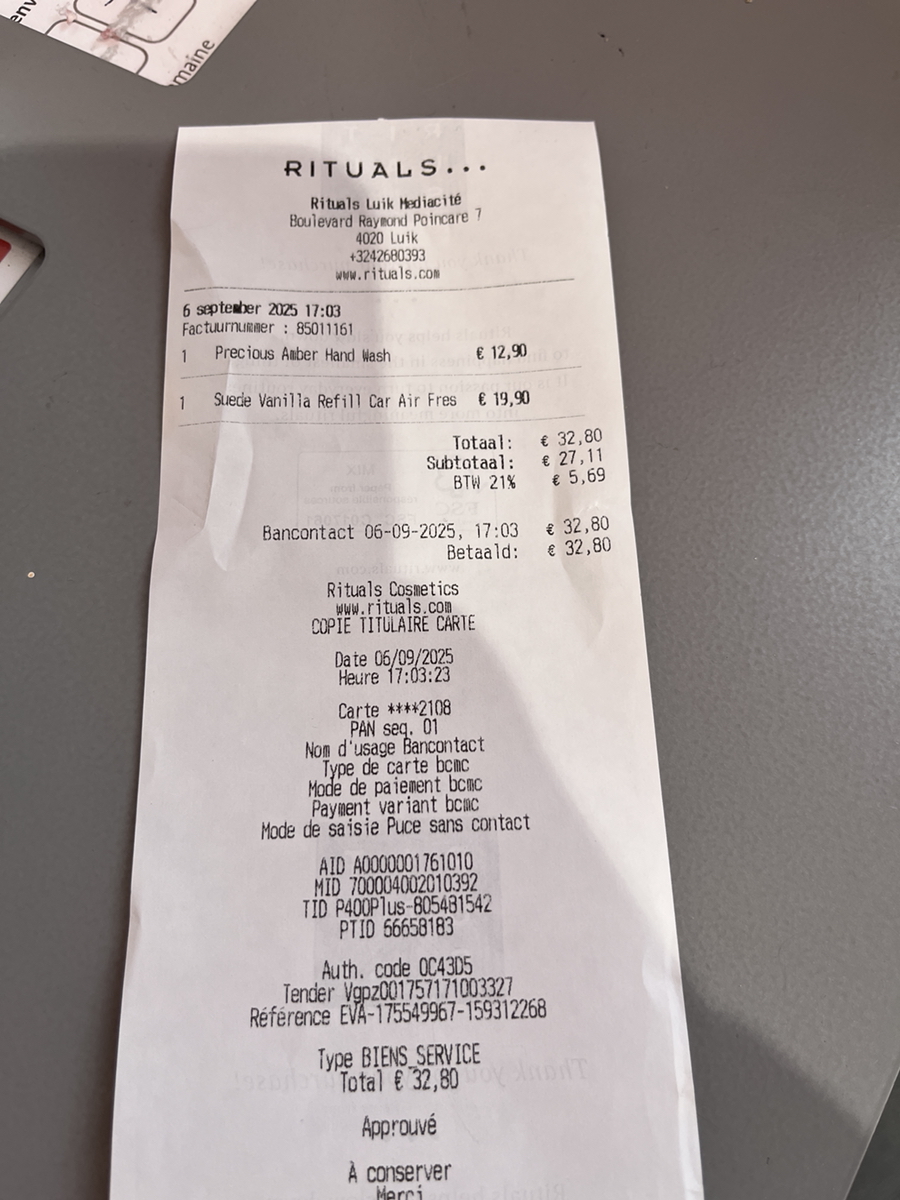 maine
RITUALS...
Rituals Luik Mediacité
Boulevard Raymond Poincare 7
4020 Luik
+3242680393
www.rituals.com
6 september 2025 17:03
Factuurnummer : 85011161
1 Precious Amber Hand Wash € 12,90
1 Suede Vanilla Refill Car Air Fres € 19,90
Totaal: € 32,80
Subtotaal: € 27,11
BTW 21% € 5,69
Bancontact 06-09-2025, 17:03 € 32,80
Betaald: € 32,80
Rituals Cosmetics
www.rituals.com
COPIE TITULAIRE CARTE
Date 06/09/2025
Heure 17:03:23
Carte ****2108
PAN seq. 01
Nom d'usage Bancontact
Type de carte bcmc
Mode de paiement bcmc
Payment variant bcmc
Mode de saisie Puce sans contact
AID A0000001761010
MID 700004002010392
TID P400Plus-805481542
PTID 56658183
Auth. code 0C43D5
Tender Vgpz001757171003327
Référence EVA-175549967-159312268
Type BIENS_SERVICE
Total € 32,80
Approuvé
À conserver
Merci